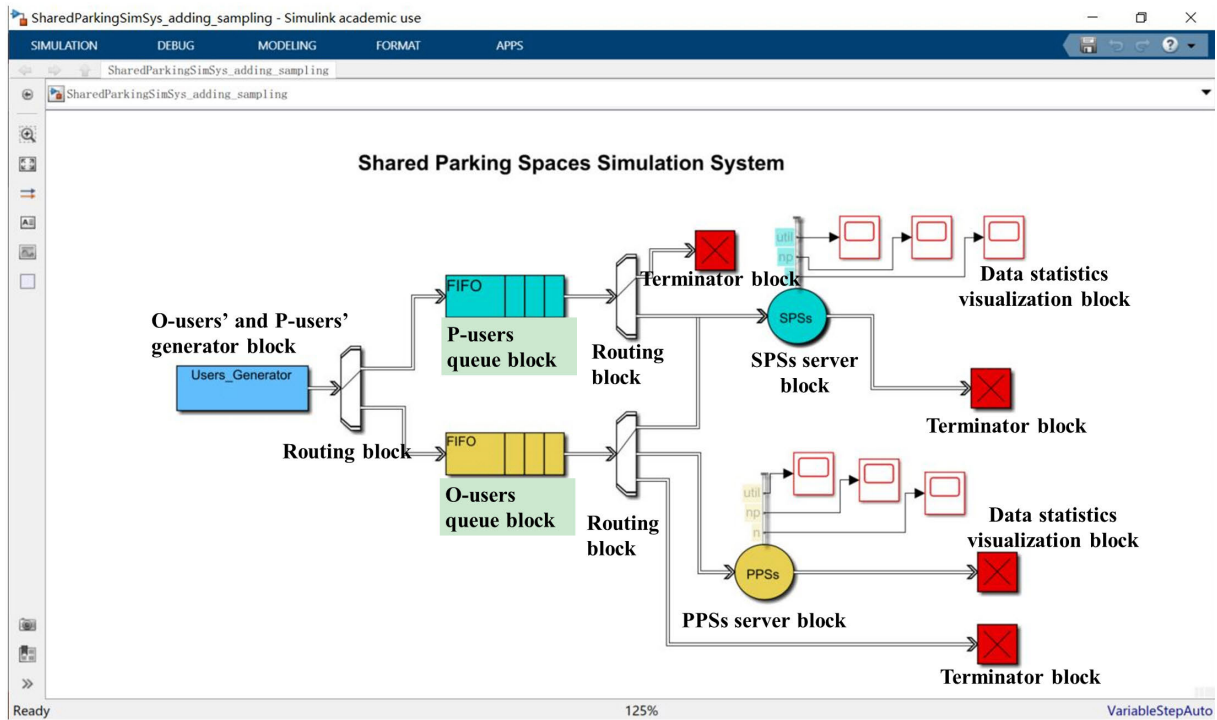 SharedParkingSimSys_adding_sampling - Simulink academic use
SIMULATION DEBUG MODELING FORMAT APPS
SharedParkingSimSys_adding_sampling
SharedParkingSimSys_adding_sampling
Shared Parking Spaces Simulation System
util
np
Terminator block
Data statistics
visualization block
FIFO
O-users' and P-users'
generator block
P-users
queue block
Routing
block
SPSs
SPSs server
block
Users_Generator
Routing block
Terminator block
FIFO
O-users
queue block
Routing
block
util
np
n
Data statistics
visualization block
PPSs
PPSs server block
Terminator block
Ready
125%
VariableStepAuto